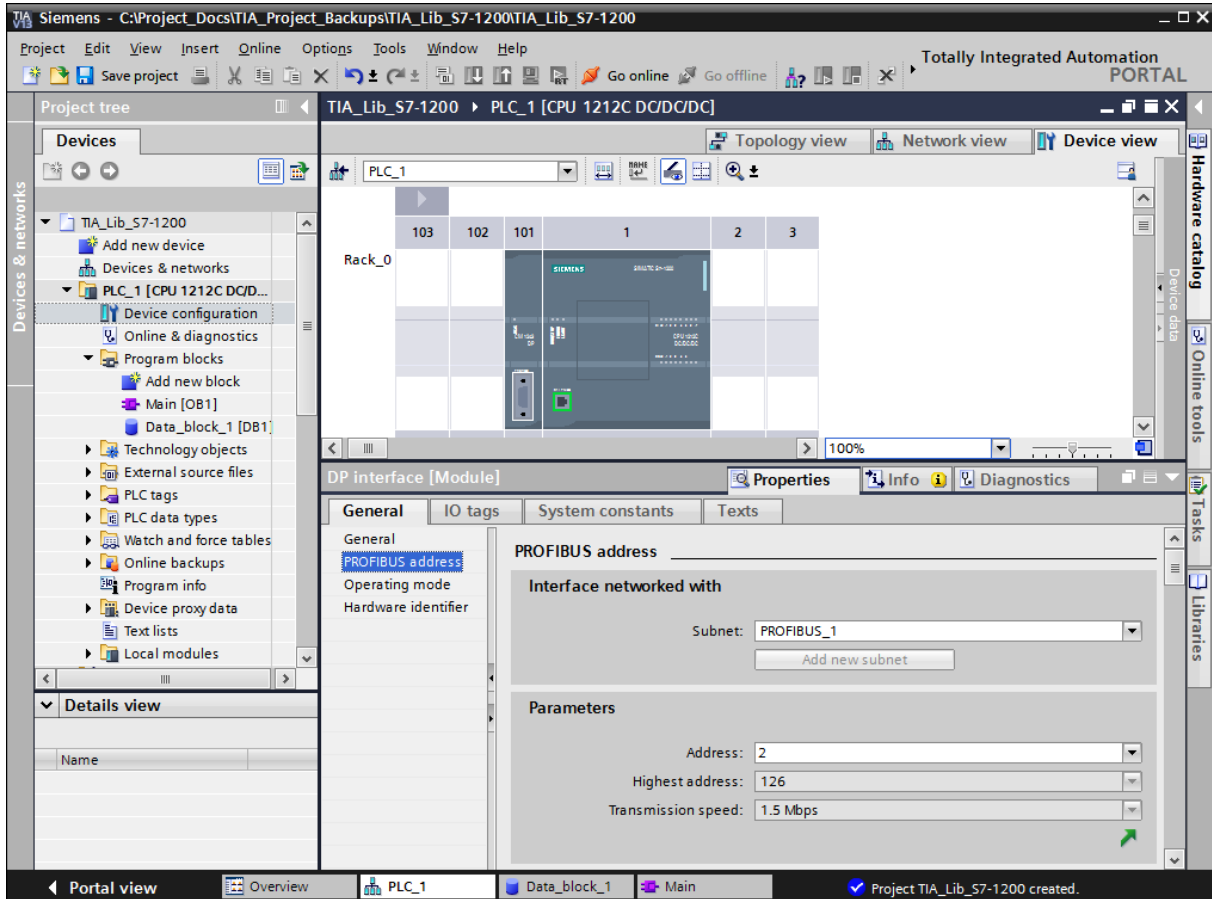 Siemens - C:\Project_Docs\TIA_Project_Backups\TIA_Lib_S7-1200\TIA_Lib_S7-1200
Project Edit View Insert Online Options Tools Window Help
Totally Integrated Automation
PORTAL
Save project Go online Go offline
Project tree
TIA_Lib_S7-1200 PLC_1 [CPU 1212C DC/DC/DC]
Devices
Topology view Network view Device view
PLC_1
Devices & networks
TIA_Lib_S7-1200
Add new device
Devices & networks
PLC_1 [CPU 1212C DC/D...
Device configuration
Online & diagnostics
Program blocks
Add new block
Main [OB1]
Data_block_1 [DB1]
Technology objects
External source files
PLC tags
PLC data types
Watch and force tables
Online backups
Program info
Device proxy data
Text lists
Local modules
Details view
Name
103 102 101 1 2 3
Rack_0
SIEMENS
100%
Device data
Hardware catalog
Online tools
Tasks
Libraries
DP interface [Module]
Properties Info Diagnostics
General IO tags System constants Texts
General
PROFIBUS address
Operating mode
Hardware identifier
PROFIBUS address
Interface networked with
Subnet: PROFIBUS_1
Add new subnet
Parameters
Address: 2
Highest address: 126
Transmission speed: 1.5 Mbps
Portal view Overview PLC_1 Data_block_1 Main Project TIA_Lib_S7-1200 created.